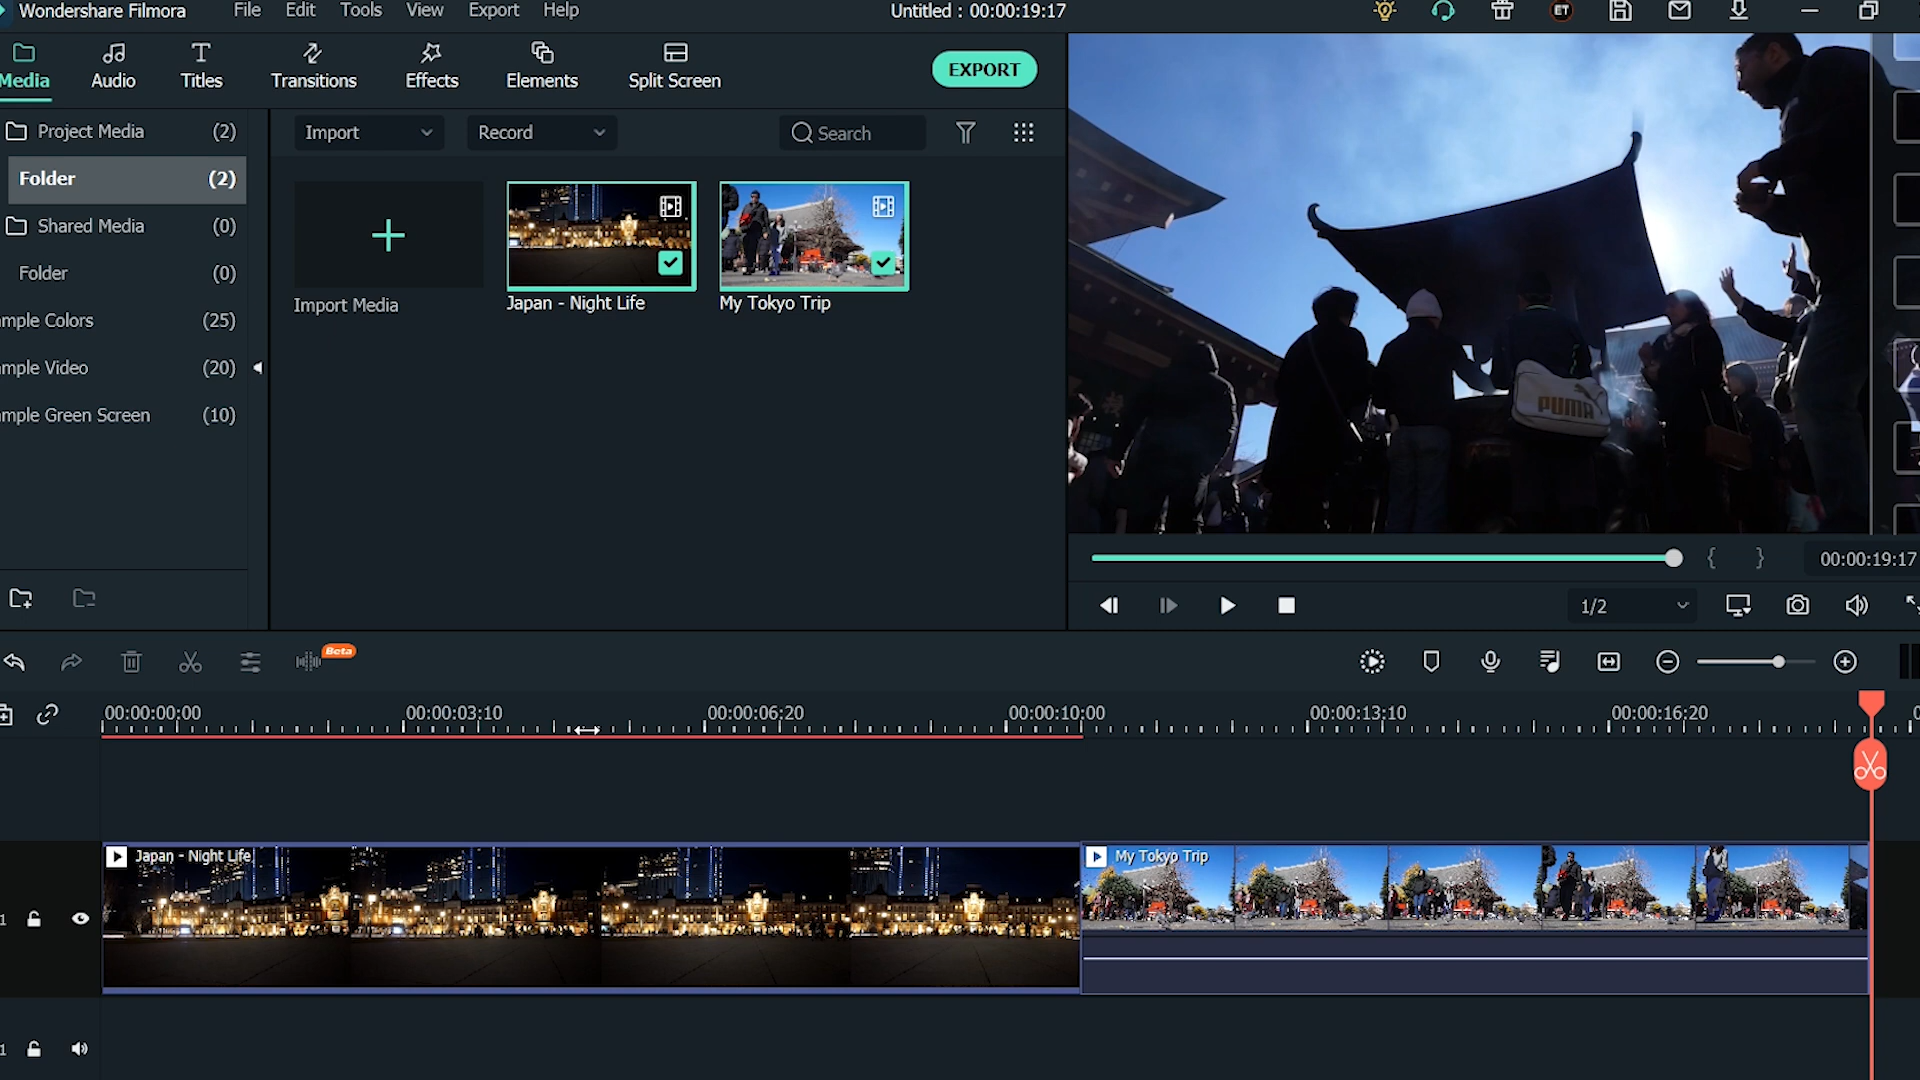 Wondershare Filmora File Edit Tools View Export Help Untitled : 00:00:19:17 ET
Media Audio Titles Transitions Effects Elements Split Screen EXPORT
Project Media (2) Import Record Search
Folder (2)
Shared Media (0)
Folder (0)
mple Colors (25)
mple Video (20)
mple Green Screen (10)
Import Media Japan - Night Life My Tokyo Trip
PUMA
{ } 00:00:19:17
1/2
Beta
00:00:00:00 00:00:03:10 00:00:06:20 00:00:10:00 00:00:13:10 00:00:16:20
Japan - Night Life My Tokyo Trip
1
1